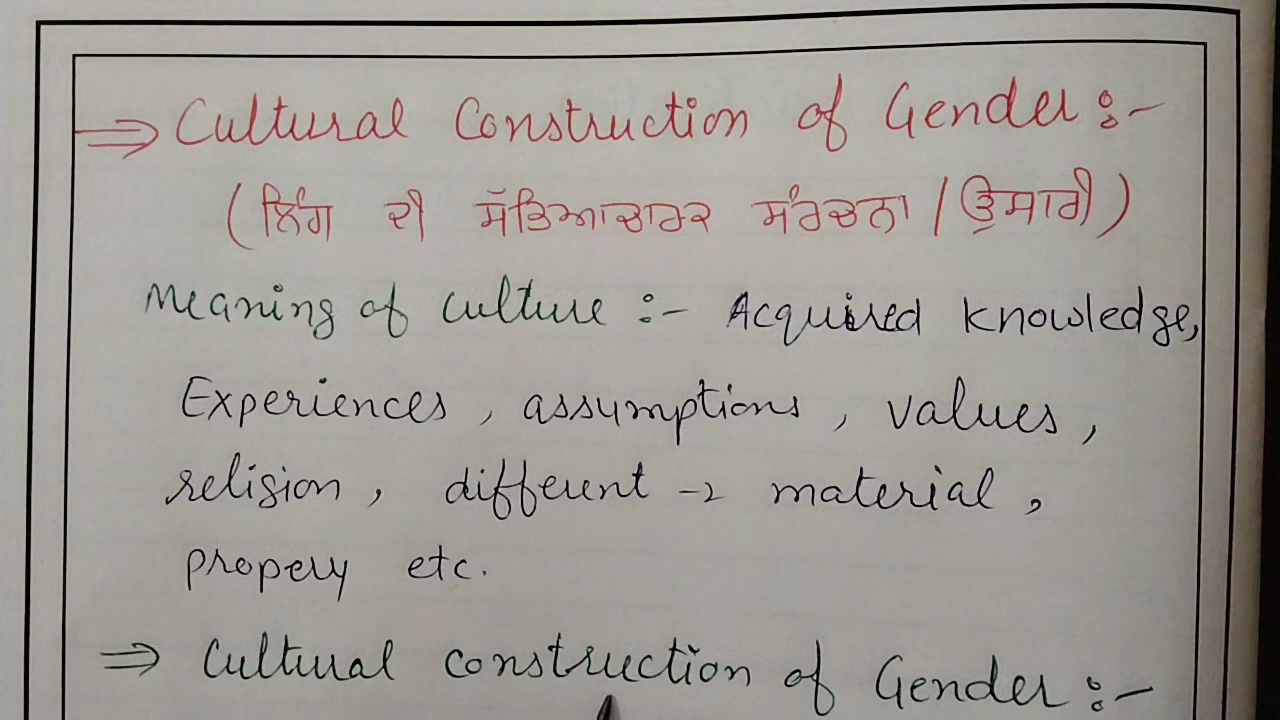 ⇒ Cultural Construction of Gender :-
(ਲਿੰਗ ਦੀ ਸੱਭਿਆਚਾਰਕ ਸੰਰਚਨਾ / ਉਸਾਰੀ)
Meaning of culture :- Acquired knowledge,
Experiences, assumptions, values,
religion, different -2 material,
propery etc.
⇒ Cultural construction of Gender :-